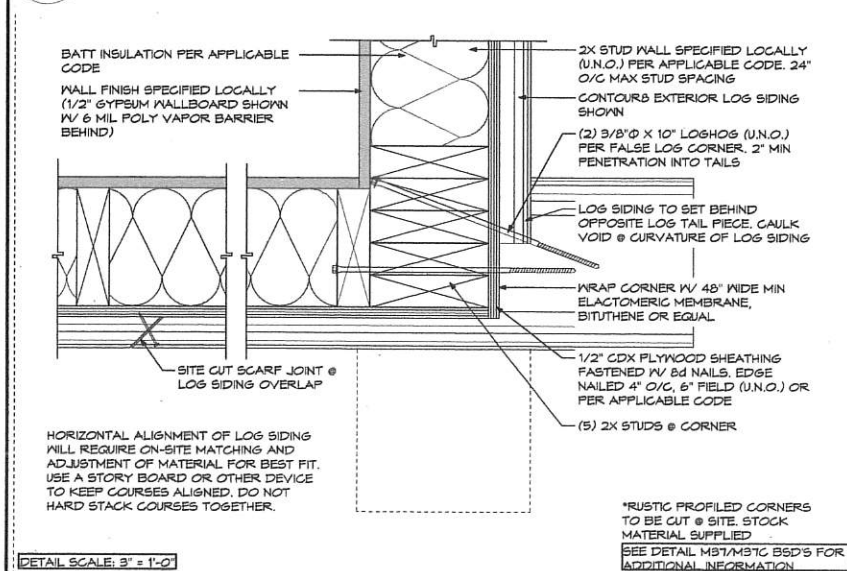 BATT INSULATION PER APPLICABLE
CODE
WALL FINISH SPECIFIED LOCALLY
(1/2" GYPSUM WALLBOARD SHOWN
W/ 6 MIL POLY VAPOR BARRIER
BEHIND)
2X STUD WALL SPECIFIED LOCALLY
(U.N.O.) PER APPLICABLE CODE. 24"
O/C MAX STUD SPACING
CONTOUR8 EXTERIOR LOG SIDING
SHOWN
(2) 3/8"Φ X 10" LOGHOG (U.N.O.)
PER FALSE LOG CORNER. 2" MIN
PENETRATION INTO TAILS
LOG SIDING TO SET BEHIND
OPPOSITE LOG TAIL PIECE. CAULK
VOID @ CURVATURE OF LOG SIDING
WRAP CORNER W/ 48" WIDE MIN
ELACTOMERIC MEMBRANE,
BITUTHENE OR EQUAL
1/2" CDX PLYWOOD SHEATHING
FASTENED W/ 8d NAILS. EDGE
NAILED 4" O/C, 6" FIELD (U.N.O.) OR
PER APPLICABLE CODE
(5) 2X STUDS @ CORNER
SITE CUT SCARF JOINT @
LOG SIDING OVERLAP
HORIZONTAL ALIGNMENT OF LOG SIDING
WILL REQUIRE ON-SITE MATCHING AND
ADJUSTMENT OF MATERIAL FOR BEST FIT.
USE A STORY BOARD OR OTHER DEVICE
TO KEEP COURSES ALIGNED. DO NOT
HARD STACK COURSES TOGETHER.
*RUSTIC PROFILED CORNERS
TO BE CUT @ SITE. STOCK
MATERIAL SUPPLIED
SEE DETAIL M37/M37C BSD'S FOR
ADDITIONAL INFORMATION
DETAIL SCALE: 3" = 1'-0"